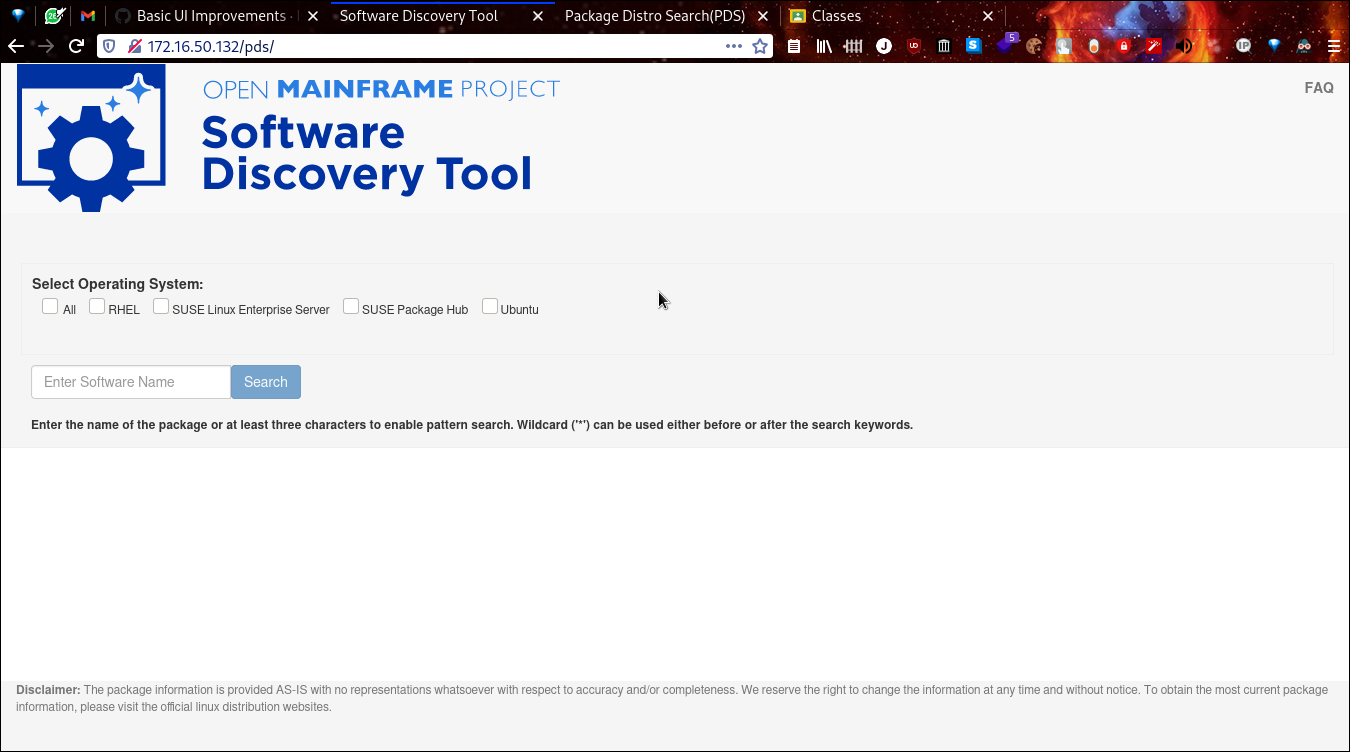 Basic UI Improvements ·
Software Discovery Tool
Package Distro Search(PDS)
Classes
172.16.50.132/pds/
5
IP
OPEN MAINFRAME PROJECT
Software
Discovery Tool
FAQ
Select Operating System:
All RHEL SUSE Linux Enterprise Server SUSE Package Hub Ubuntu
Enter Software Name Search
Enter the name of the package or at least three characters to enable pattern search. Wildcard ('*') can be used either before or after the search keywords.
Disclaimer: The package information is provided AS-IS with no representations whatsoever with respect to accuracy and/or completeness. We reserve the right to change the information at any time and without notice. To obtain the most current package
information, please visit the official linux distribution websites.